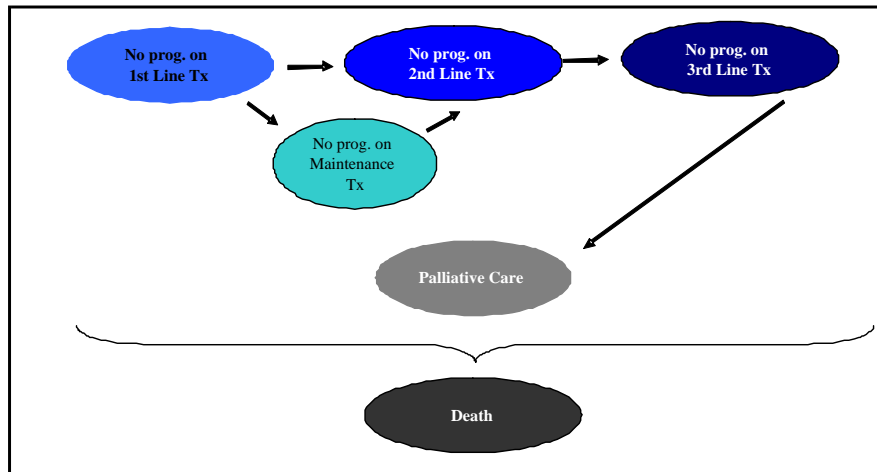 No prog. on
1st Line Tx
No prog. on
2nd Line Tx
No prog. on
3rd Line Tx
No prog. on
Maintenance
Tx
Palliative Care
Death